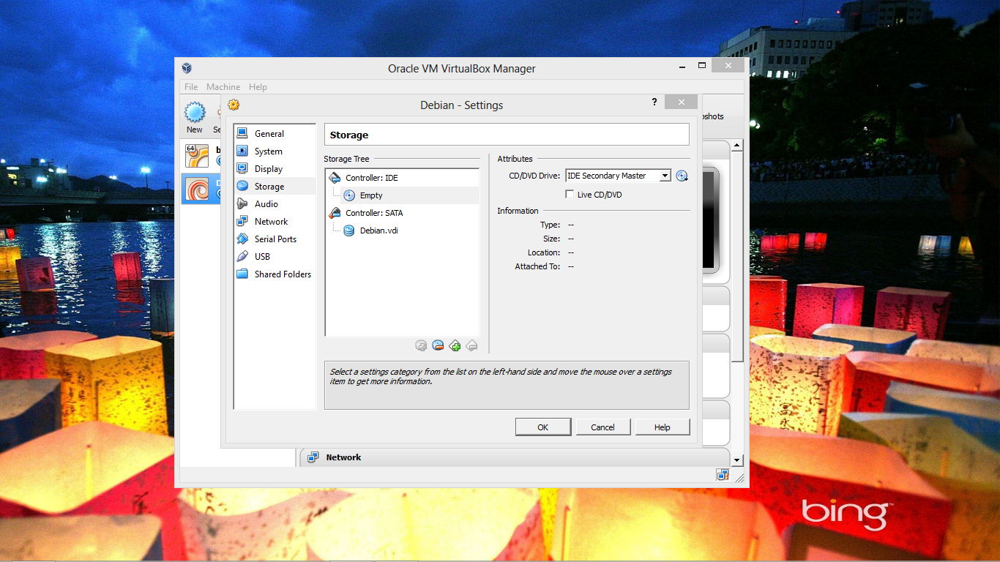 Oracle VM VirtualBox Manager
File Machine Help
Debian - Settings
?
New
pshots
64
General
System
Display
Storage
Audio
Network
Serial Ports
USB
Shared Folders
Storage
Storage Tree
Controller: IDE
Empty
Controller: SATA
Debian.vdi
Attributes
CD/DVD Drive: IDE Secondary Master
Live CD/DVD
Information
Type: --
Size: --
Location: --
Attached To: --
Select a settings category from the list on the left-hand side and move the mouse over a settings
item to get more information.
OK Cancel Help
Network
bing™